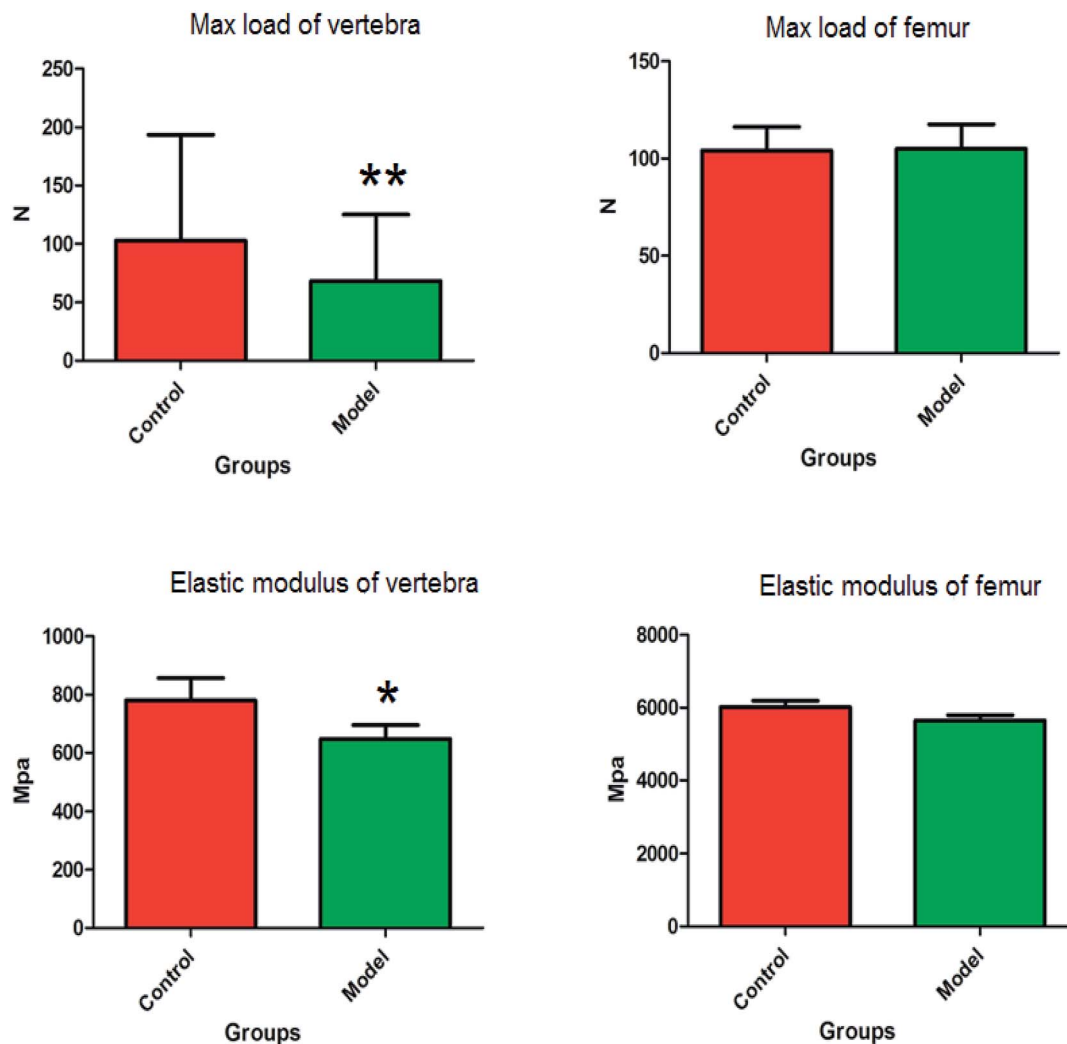 Max load of vertebra
250
200
150
100
50
0
N
**
Control
Model
Groups
Max load of femur
150
100
50
0
N
Control
Model
Groups
Elastic modulus of vertebra
1000
800
600
400
200
0
Mpa
*
Control
Model
Groups
Elastic modulus of femur
8000
6000
4000
2000
0
Mpa
Control
Model
Groups